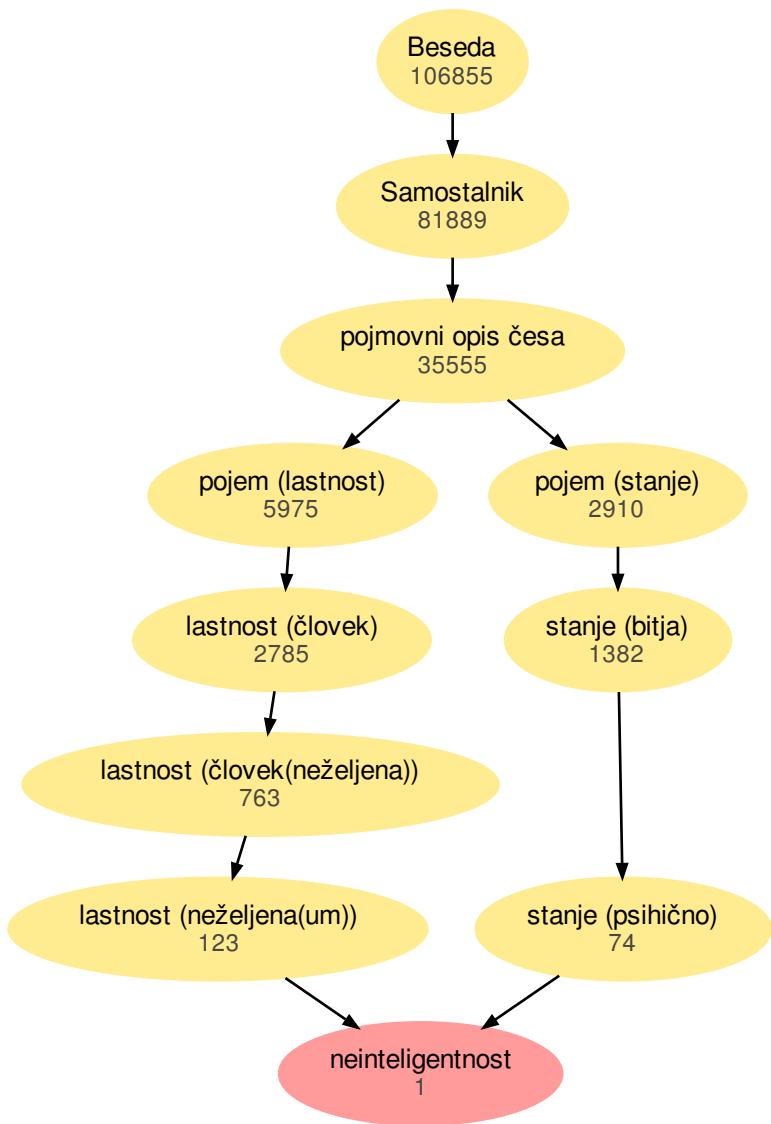 Beseda
106855
Samostalnik
81889
pojmovni opis česa
35555
pojem (lastnost)
5975
pojem (stanje)
2910
lastnost (človek)
2785
stanje (bitja)
1382
lastnost (človek(neželjena))
763
lastnost (neželjena(um))
123
stanje (psihično)
74
neinteligentnost
1